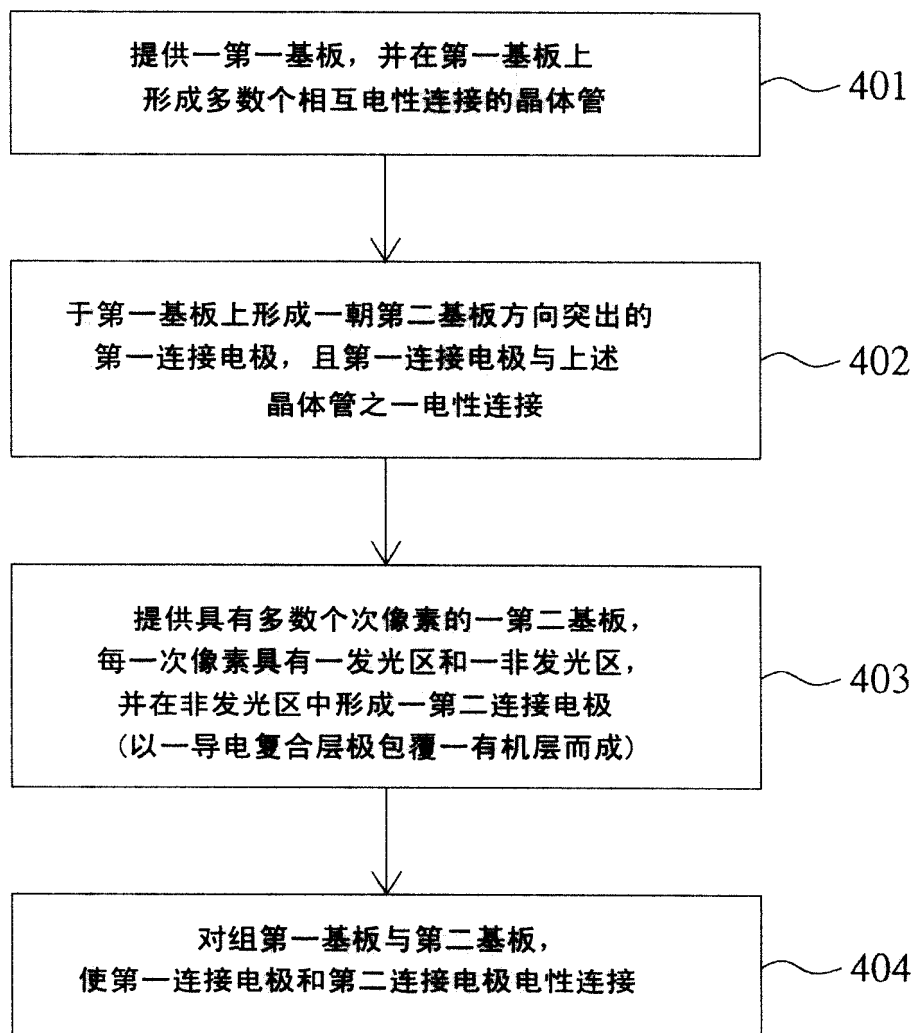 提供一第一基板，并在第一基板上
形成多数个相互电性连接的晶体管
401
于第一基板上形成一朝第二基板方向突出的
第一连接电极，且第一连接电极与上述
晶体管之一电性连接
402
提供具有多数个次像素的一第二基板，
每一次像素具有一发光区和一非发光区，
并在非发光区中形成一第二连接电极
(以一导电复合层极包覆一有机层而成)
403
对组第一基板与第二基板，
使第一连接电极和第二连接电极电性连接
404